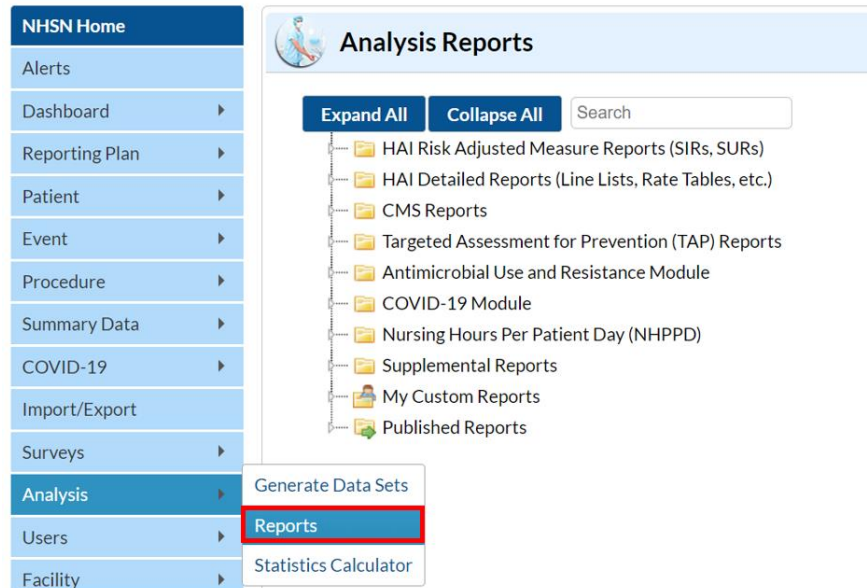 NHSN Home
Alerts
Dashboard
Reporting Plan
Patient
Event
Procedure
Summary Data
COVID-19
Import/Export
Surveys
Analysis
Users
Facility
Generate Data Sets
Reports
Statistics Calculator
Analysis Reports
Expand All
Collapse All
Search
HAI Risk Adjusted Measure Reports (SIRs, SURs)
HAI Detailed Reports (Line Lists, Rate Tables, etc.)
CMS Reports
Targeted Assessment for Prevention (TAP) Reports
Antimicrobial Use and Resistance Module
COVID-19 Module
Nursing Hours Per Patient Day (NHPPD)
Supplemental Reports
My Custom Reports
Published Reports